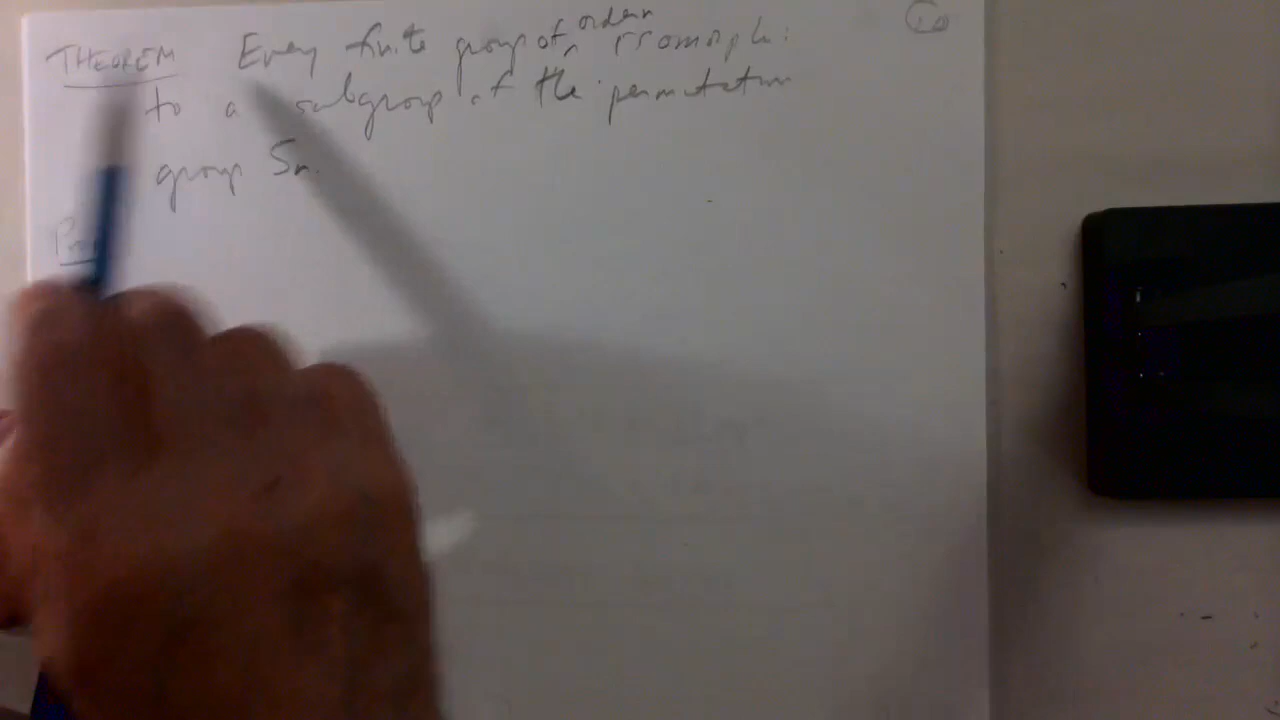 THEOREM Every finite group of order n isomorphic
to a subgroup of the permutation
group Sn.